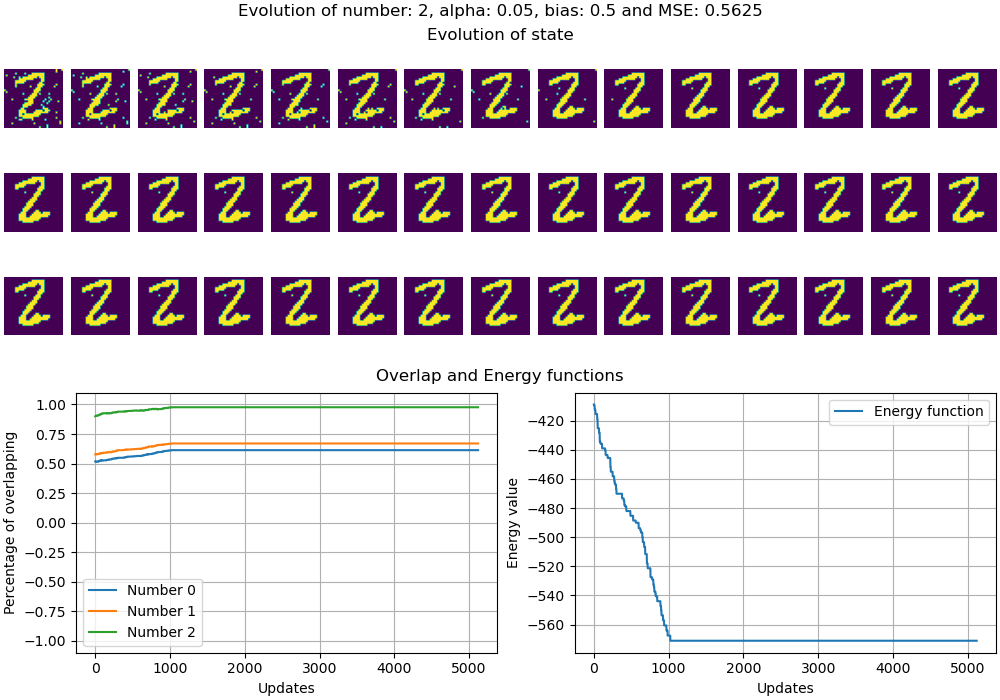 Evolution of number: 2, alpha: 0.05, bias: 0.5 and MSE: 0.5625
Evolution of state
Overlap and Energy functions
Percentage of overlapping
1.00
0.75
0.50
0.25
0.00
−0.25
−0.50
−0.75
−1.00
Number 0
Number 1
Number 2
0 1000 2000 3000 4000 5000
Updates
Energy value
−420
−440
−460
−480
−500
−520
−540
−560
Energy function
0 1000 2000 3000 4000 5000
Updates